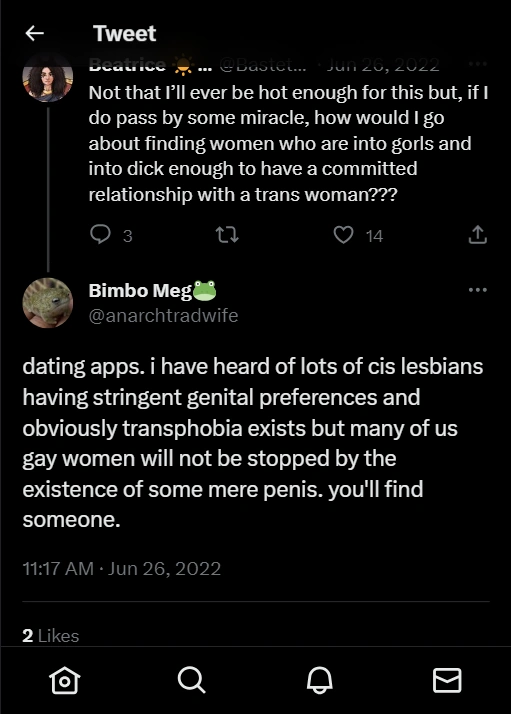 Tweet
Beatrice ☀️... @Bastet... · Jun 26, 2022
Not that I’ll ever be hot enough for this but, if I
do pass by some miracle, how would I go
about finding women who are into gorls and
into dick enough to have a committed
relationship with a trans woman???
3
14
Bimbo Meg🐸
@anarchtradwife
dating apps. i have heard of lots of cis lesbians
having stringent genital preferences and
obviously transphobia exists but many of us
gay women will not be stopped by the
existence of some mere penis. you'll find
someone.
11:17 AM · Jun 26, 2022
2 Likes